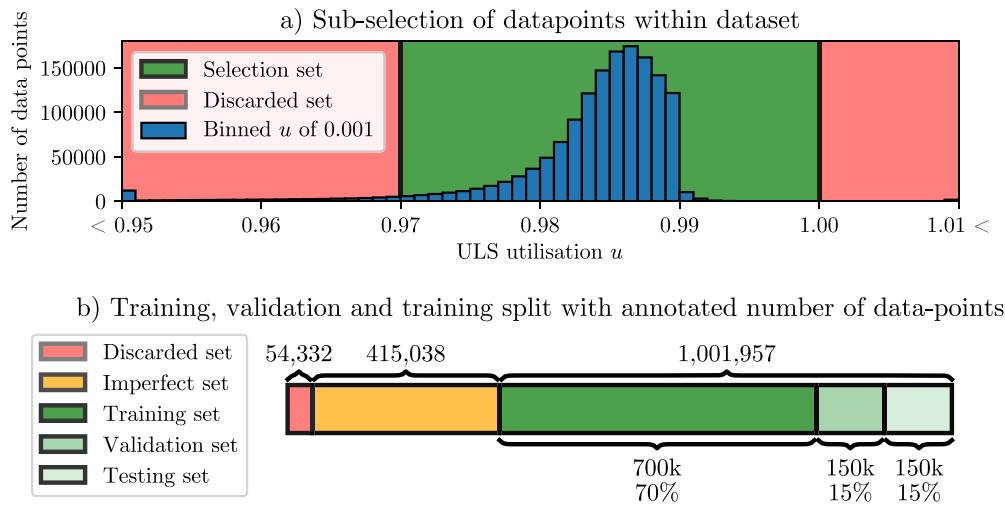 a) Sub-selection of datapoints within dataset
Number of data points
150000
100000
50000
0
Selection set
Discarded set
Binned u of 0.001
< 0.95 0.96 0.97 0.98 0.99 1.00 1.01 <
ULS utilisation u
b) Training, validation and training split with annotated number of data-points
Discarded set
Imperfect set
Training set
Validation set
Testing set
54,332 415,038 1,001,957
700k 150k 150k
70% 15% 15%